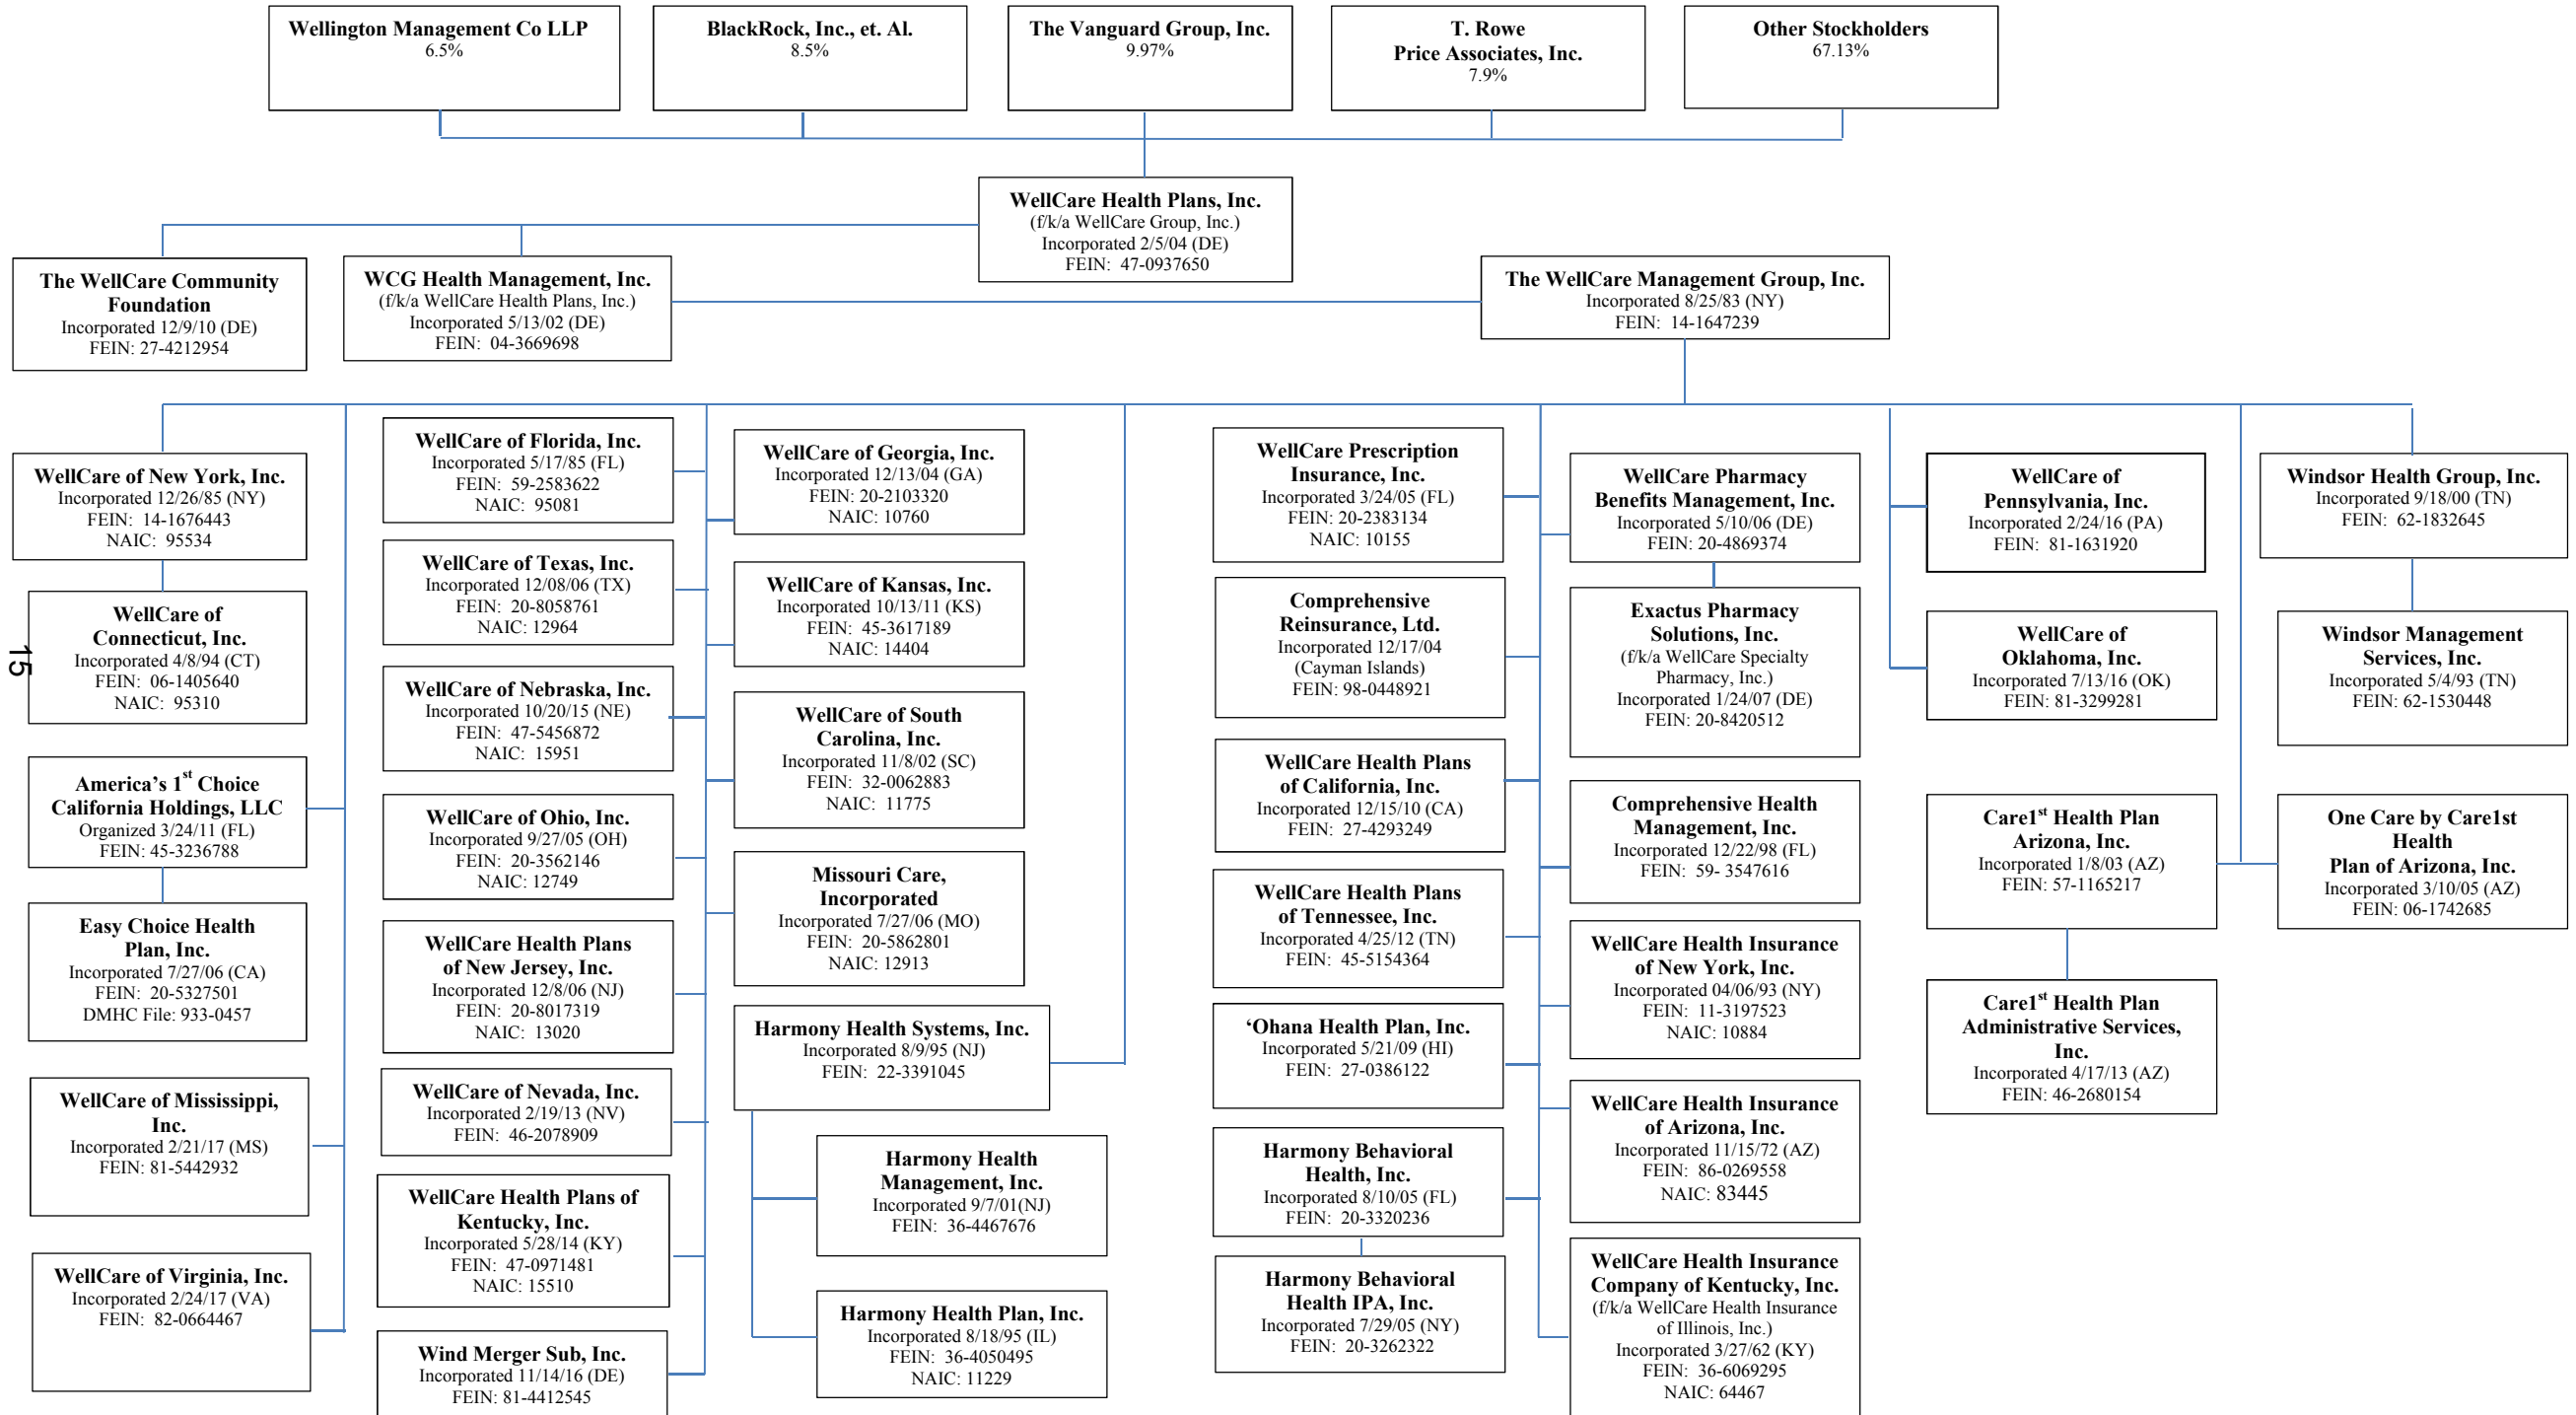 Wellington Management Co LLP
6.5%
BlackRock, Inc., et. Al.
8.5%
The Vanguard Group, Inc.
9.97%
T. Rowe
Price Associates, Inc.
7.9%
Other Stockholders
67.13%
WellCare Health Plans, Inc.
(f/k/a WellCare Group, Inc.)
Incorporated 2/5/04 (DE)
FEIN: 47-0937650
The WellCare Community
Foundation
Incorporated 12/9/10 (DE)
FEIN: 27-4212954
WCG Health Management, Inc.
(f/k/a WellCare Health Plans, Inc.)
Incorporated 5/13/02 (DE)
FEIN: 04-3669698
The WellCare Management Group, Inc.
Incorporated 8/25/83 (NY)
FEIN: 14-1647239
WellCare of New York, Inc.
Incorporated 12/26/85 (NY)
FEIN: 14-1676443
NAIC: 95534
WellCare of
Connecticut, Inc.
Incorporated 4/8/94 (CT)
FEIN: 06-1405640
NAIC: 95310
15
America's 1st Choice
California Holdings, LLC
Organized 3/24/11 (FL)
FEIN: 45-3236788
Easy Choice Health
Plan, Inc.
Incorporated 7/27/06 (CA)
FEIN: 20-5327501
DMHC File: 933-0457
WellCare of Mississippi,
Inc.
Incorporated 2/21/17 (MS)
FEIN: 81-5442932
WellCare of Virginia, Inc.
Incorporated 2/24/17 (VA)
FEIN: 82-0664467
WellCare of Florida, Inc.
Incorporated 5/17/85 (FL)
FEIN: 59-2583622
NAIC: 95081
WellCare of Texas, Inc.
Incorporated 12/08/06 (TX)
FEIN: 20-8058761
NAIC: 12964
WellCare of Nebraska, Inc.
Incorporated 10/20/15 (NE)
FEIN: 47-5456872
NAIC: 15951
WellCare of Ohio, Inc.
Incorporated 9/27/05 (OH)
FEIN: 20-3562146
NAIC: 12749
WellCare Health Plans
of New Jersey, Inc.
Incorporated 12/8/06 (NJ)
FEIN: 20-8017319
NAIC: 13020
WellCare of Nevada, Inc.
Incorporated 2/19/13 (NV)
FEIN: 46-2078909
WellCare Health Plans of
Kentucky, Inc.
Incorporated 5/28/14 (KY)
FEIN: 47-0971481
NAIC: 15510
Wind Merger Sub, Inc.
Incorporated 11/14/16 (DE)
FEIN: 81-4412545
WellCare of Georgia, Inc.
Incorporated 12/13/04 (GA)
FEIN: 20-2103320
NAIC: 10760
WellCare of Kansas, Inc.
Incorporated 10/13/11 (KS)
FEIN: 45-3617189
NAIC: 14404
WellCare of South
Carolina, Inc.
Incorporated 11/8/02 (SC)
FEIN: 32-0062883
NAIC: 11775
Missouri Care,
Incorporated
Incorporated 7/27/06 (MO)
FEIN: 20-5862801
NAIC: 12913
Harmony Health Systems, Inc.
Incorporated 8/9/95 (NJ)
FEIN: 22-3391045
Harmony Health
Management, Inc.
Incorporated 9/7/01(NJ)
FEIN: 36-4467676
Harmony Health Plan, Inc.
Incorporated 8/18/95 (IL)
FEIN: 36-4050495
NAIC: 11229
WellCare Prescription
Insurance, Inc.
Incorporated 3/24/05 (FL)
FEIN: 20-2383134
NAIC: 10155
Comprehensive
Reinsurance, Ltd.
Incorporated 12/17/04
(Cayman Islands)
FEIN: 98-0448921
WellCare Health Plans
of California, Inc.
Incorporated 12/15/10 (CA)
FEIN: 27-4293249
WellCare Health Plans
of Tennessee, Inc.
Incorporated 4/25/12 (TN)
FEIN: 45-5154364
‘Ohana Health Plan, Inc.
Incorporated 5/21/09 (HI)
FEIN: 27-0386122
Harmony Behavioral
Health, Inc.
Incorporated 8/10/05 (FL)
FEIN: 20-3320236
Harmony Behavioral
Health IPA, Inc.
Incorporated 7/29/05 (NY)
FEIN: 20-3262322
WellCare Pharmacy
Benefits Management, Inc.
Incorporated 5/10/06 (DE)
FEIN: 20-4869374
Exactus Pharmacy
Solutions, Inc.
(f/k/a WellCare Specialty
Pharmacy, Inc.)
Incorporated 1/24/07 (DE)
FEIN: 20-8420512
Comprehensive Health
Management, Inc.
Incorporated 12/22/98 (FL)
FEIN: 59- 3547616
WellCare Health Insurance
of New York, Inc.
Incorporated 04/06/93 (NY)
FEIN: 11-3197523
NAIC: 10884
WellCare Health Insurance
of Arizona, Inc.
Incorporated 11/15/72 (AZ)
FEIN: 86-0269558
NAIC: 83445
WellCare Health Insurance
Company of Kentucky, Inc.
(f/k/a WellCare Health Insurance
of Illinois, Inc.)
Incorporated 3/27/62 (KY)
FEIN: 36-6069295
NAIC: 64467
WellCare of
Pennsylvania, Inc.
Incorporated 2/24/16 (PA)
FEIN: 81-1631920
WellCare of
Oklahoma, Inc.
Incorporated 7/13/16 (OK)
FEIN: 81-3299281
Care1st Health Plan
Arizona, Inc.
Incorporated 1/8/03 (AZ)
FEIN: 57-1165217
Care1st Health Plan
Administrative Services,
Inc.
Incorporated 4/17/13 (AZ)
FEIN: 46-2680154
Windsor Health Group, Inc.
Incorporated 9/18/00 (TN)
FEIN: 62-1832645
Windsor Management
Services, Inc.
Incorporated 5/4/93 (TN)
FEIN: 62-1530448
One Care by Care1st
Health
Plan of Arizona, Inc.
Incorporated 3/10/05 (AZ)
FEIN: 06-1742685